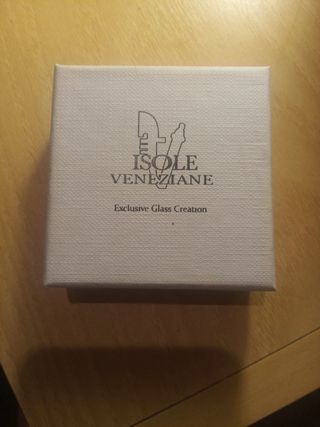 ISOLE
VENEZIANE
Exclusive Glass Creation